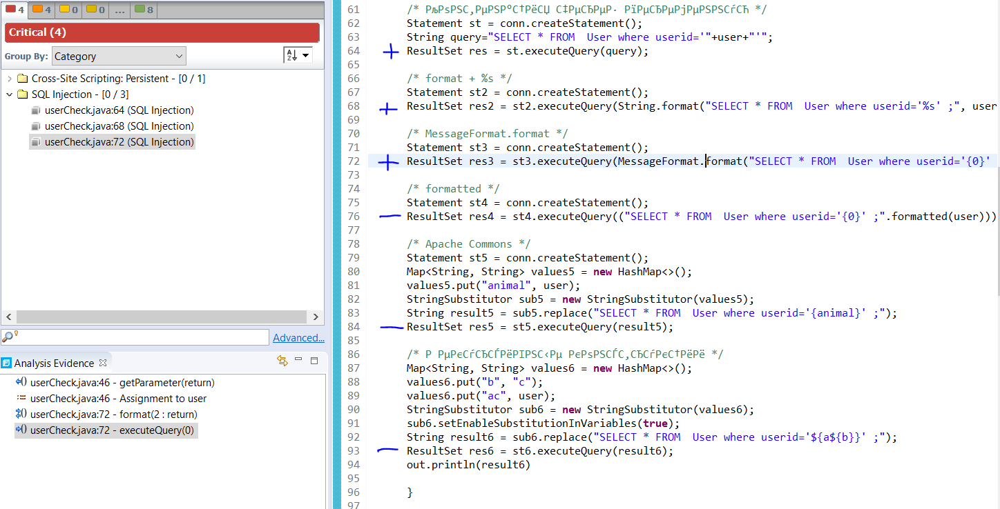 4 4 0 0 ... 8
Critical (4)
Group By: Category
Cross-Site Scripting: Persistent - [0 / 1]
SQL Injection - [0 / 3]
userCheck.java:64 (SQL Injection)
userCheck.java:68 (SQL Injection)
userCheck.java:72 (SQL Injection)
Advanced...
Analysis Evidence
userCheck.java:46 - getParameter(return)
userCheck.java:46 - Assignment to user
userCheck.java:72 - format(2 : return)
userCheck.java:72 - executeQuery(0)
61 /* РљРѕРЅС‚РµРЅР°С†РёСЏ С‡РµСЂРµР· РїРµСЂРµРјРµРЅРЅСѓСЋ */
62 Statement st = conn.createStatement();
63 String query="SELECT * FROM  User where userid='"+user+"'";
64 ResultSet res = st.executeQuery(query);
65
66 /* format + %s */
67 Statement st2 = conn.createStatement();
68 ResultSet res2 = st2.executeQuery(String.format("SELECT * FROM  User where userid='%s' ;", user
69
70 /* MessageFormat.format */
71 Statement st3 = conn.createStatement();
72 ResultSet res3 = st3.executeQuery(MessageFormat.format("SELECT * FROM  User where userid='{0}'
73
74 /* formatted */
75 Statement st4 = conn.createStatement();
76 ResultSet res4 = st4.executeQuery(("SELECT * FROM  User where userid='{0}' ;".formatted(user)))
77
78 /* Apache Commons */
79 Statement st5 = conn.createStatement();
80 Map<String, String> values5 = new HashMap<>();
81 values5.put("animal", user);
82 StringSubstitutor sub5 = new StringSubstitutor(values5);
83 String result5 = sub5.replace("SELECT * FROM  User where userid='{animal}' ;");
84 ResultSet res5 = st5.executeQuery(result5);
85
86 /* Р РµРєСѓСЂСЃРёРІРЅС‹Рµ РєРѕРЅСЃС‚СЂСѓРєС†РёРё */
87 Map<String, String> values6 = new HashMap<>();
88 values6.put("b", "c");
89 values6.put("ac", user);
90 StringSubstitutor sub6 = new StringSubstitutor(values6);
91 sub6.setEnableSubstitutionInVariables(true);
92 String result6 = sub6.replace("SELECT * FROM  User where userid='${a${b}}' ;");
93 ResultSet res6 = st6.executeQuery(result6);
94 out.println(result6)
95
96 }
97